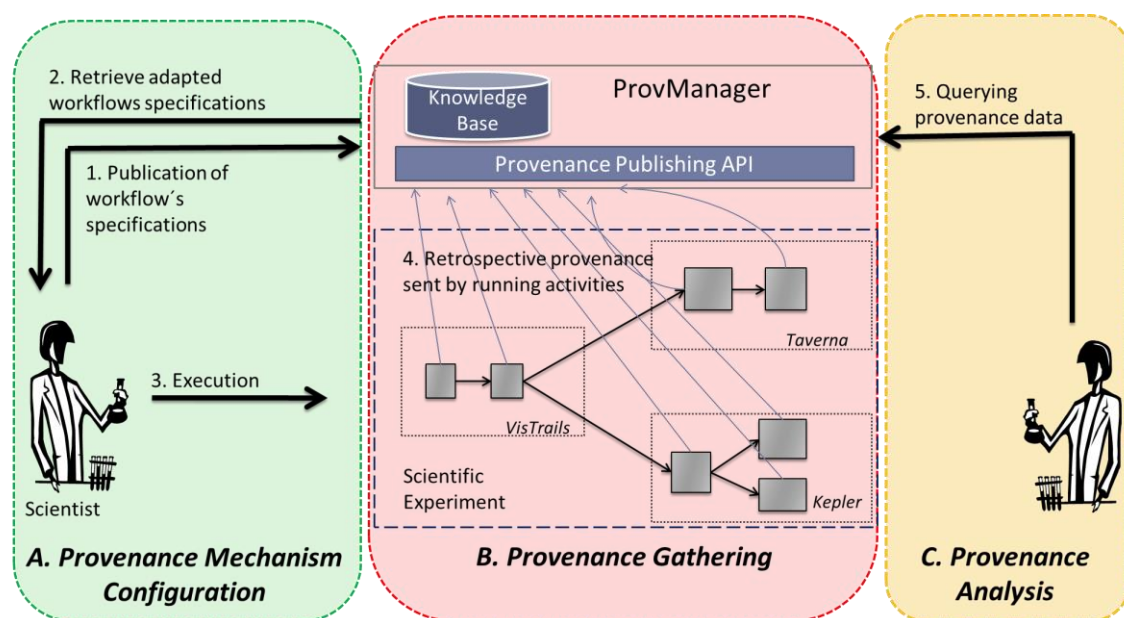 2. Retrieve adapted
workflows specifications
1. Publication of
workflow´s
specifications
3. Execution
Scientist
A. Provenance Mechanism
Configuration
ProvManager
Knowledge
Base
Provenance Publishing API
4. Retrospective provenance
sent by running activities
Taverna
VisTrails
Scientific
Experiment
Kepler
B. Provenance Gathering
5. Querying
provenance data
C. Provenance
Analysis